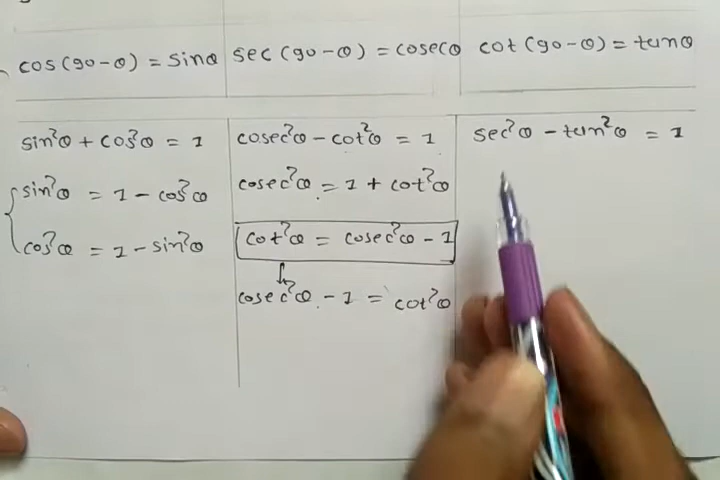 cos(90-θ) = sinθ
sec(90-θ) = cosecθ
cot(90-θ) = tanθ
sin²θ + cos²θ = 1
sin²θ = 1 - cos²θ
cos²θ = 1 - sin²θ
cosec²θ - cot²θ = 1
cosec²θ = 1 + cot²θ
cot²θ = cosec²θ - 1
cosec²θ - 1 = cot²θ
sec²θ - tan²θ = 1